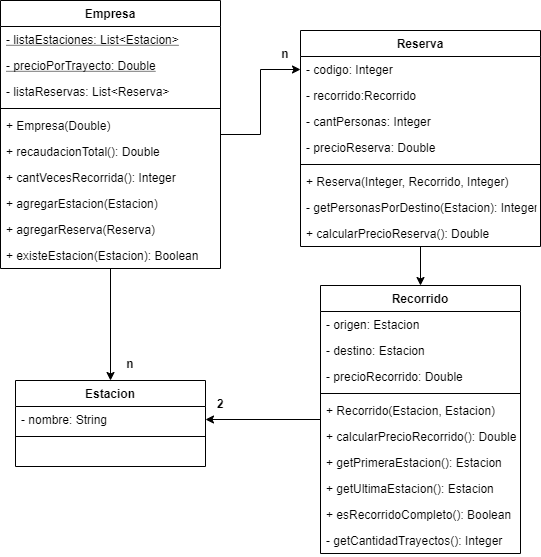 Empresa
- listaEstaciones: List<Estacion>
- precioPorTrayecto: Double
- listaReservas: List<Reserva>
+ Empresa(Double)
+ recaudacionTotal(): Double
+ cantVecesRecorrida(): Integer
+ agregarEstacion(Estacion)
+ agregarReserva(Reserva)
+ existeEstacion(Estacion): Boolean
n
Reserva
- codigo: Integer
- recorrido:Recorrido
- cantPersonas: Integer
- precioReserva: Double
+ Reserva(Integer, Recorrido, Integer)
- getPersonasPorDestino(Estacion): Integer
+ calcularPrecioReserva(): Double
n
Estacion
- nombre: String
2
Recorrido
- origen: Estacion
- destino: Estacion
- precioRecorrido: Double
+ Recorrido(Estacion, Estacion)
+ calcularPrecioRecorrido(): Double
+ getPrimeraEstacion(): Estacion
+ getUltimaEstacion(): Estacion
+ esRecorridoCompleto(): Boolean
- getCantidadTrayectos(): Integer